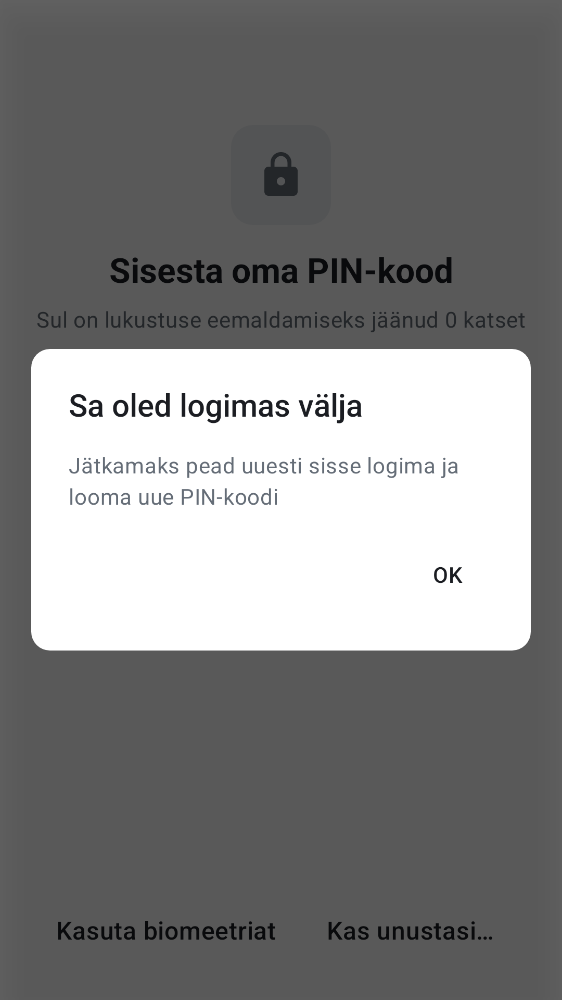 Sisesta oma PIN-kood
Sul on lukustuse eemaldamiseks jäänud 0 katset
Sa oled logimas välja
Jätkamaks pead uuesti sisse logima ja
looma uue PIN-koodi
OK
Kasuta biomeetriat
Kas unustasi...